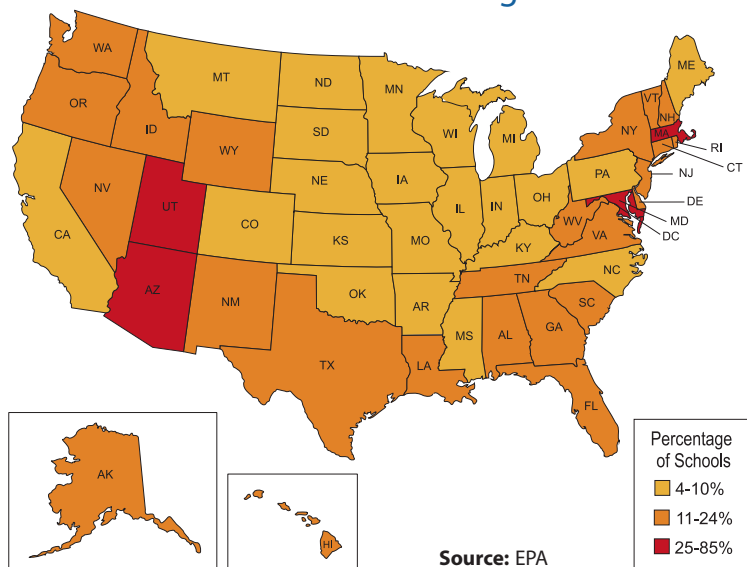 WA
MT
ND
MN
ME
OR
ID
SD
WI
MI
VT
NH
NY
MA
RI
CT
WY
NE
IA
PA
NJ
NV
UT
CO
IL
IN
OH
DE
MD
DC
CA
KS
MO
KY
WV
VA
AZ
NM
OK
AR
TN
NC
SC
MS
AL
GA
TX
LA
FL
AK
HI
Percentage
of Schools
4-10%
11-24%
25-85%
Source: EPA